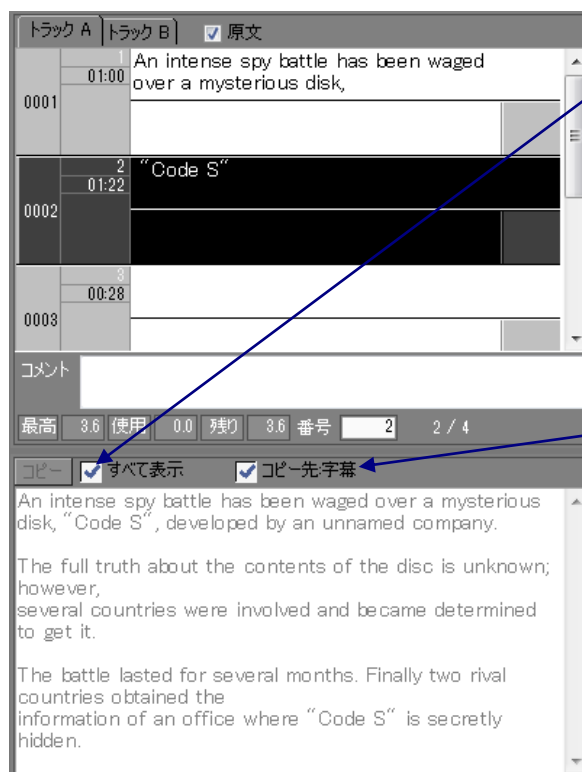 トラック A トラック B 原文
0001 1 01:00 An intense spy battle has been waged
over a mysterious disk,
0002 2 01:22 “Code S”
0003 3 00:28
コメント
最高 3.6 使用 0.0 残り 3.6 番号 2 2 / 4
コピー すべて表示 コピー先:字幕
An intense spy battle has been waged over a mysterious
disk, “Code S”, developed by an unnamed company.
The full truth about the contents of the disc is unknown;
however,
several countries were involved and became determined
to get it.
The battle lasted for several months. Finally two rival
countries obtained the
information of an office where “Code S” is secretly
hidden.